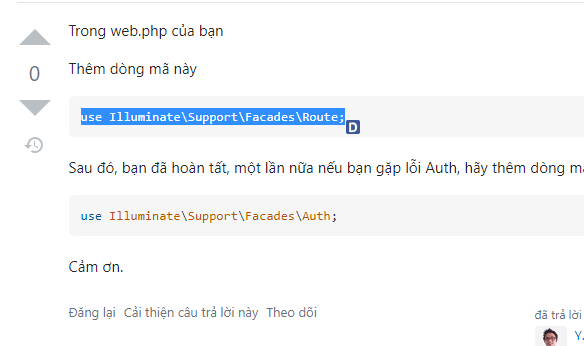 Trong web.php của bạn
0
Thêm dòng mã này
use Illuminate\Support\Facades\Route;
D
Sau đó, bạn đã hoàn tất, một lần nữa nếu bạn gặp lỗi Auth, hãy thêm dòng
use Illuminate\Support\Facades\Auth;
Cảm ơn.
Đăng lại Cải thiện câu trả lời này Theo dõi
đã trả lời